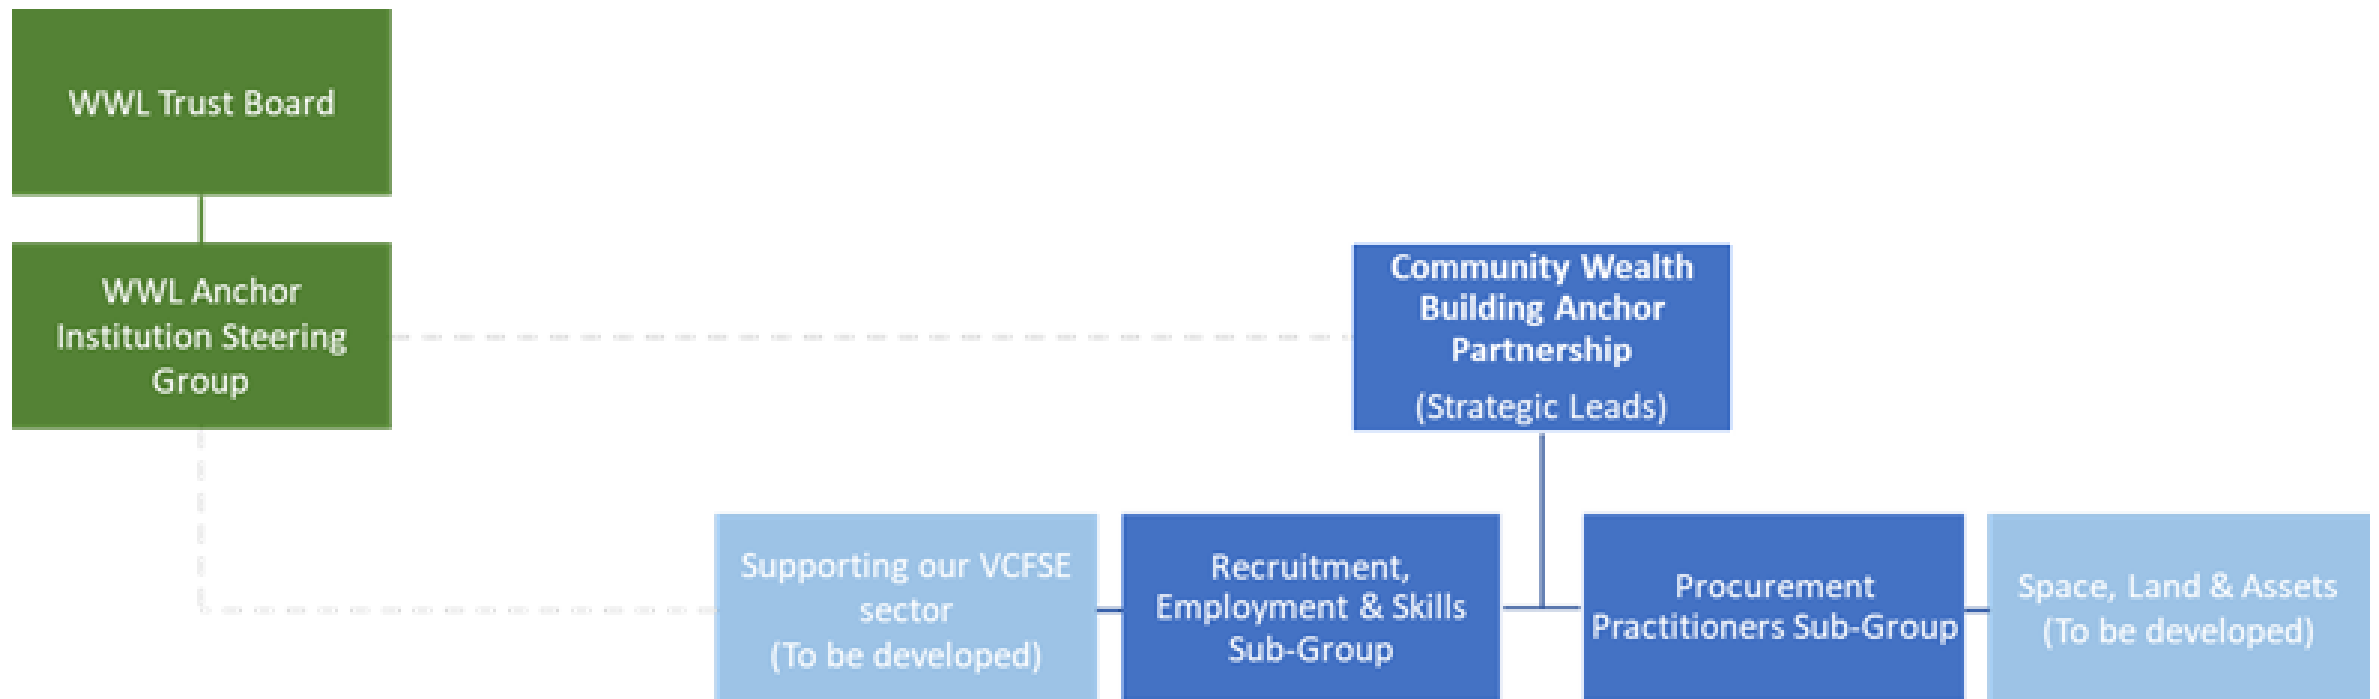 WWL Trust Board
WWL Anchor
Institution Steering
Group
Community Wealth
Building Anchor
Partnership
(Strategic Leads)
Supporting our VCFSE
sector
(To be developed)
Recruitment,
Employment & Skills
Sub-Group
Procurement
Practitioners Sub-Group
Space, Land & Assets
(To be developed)